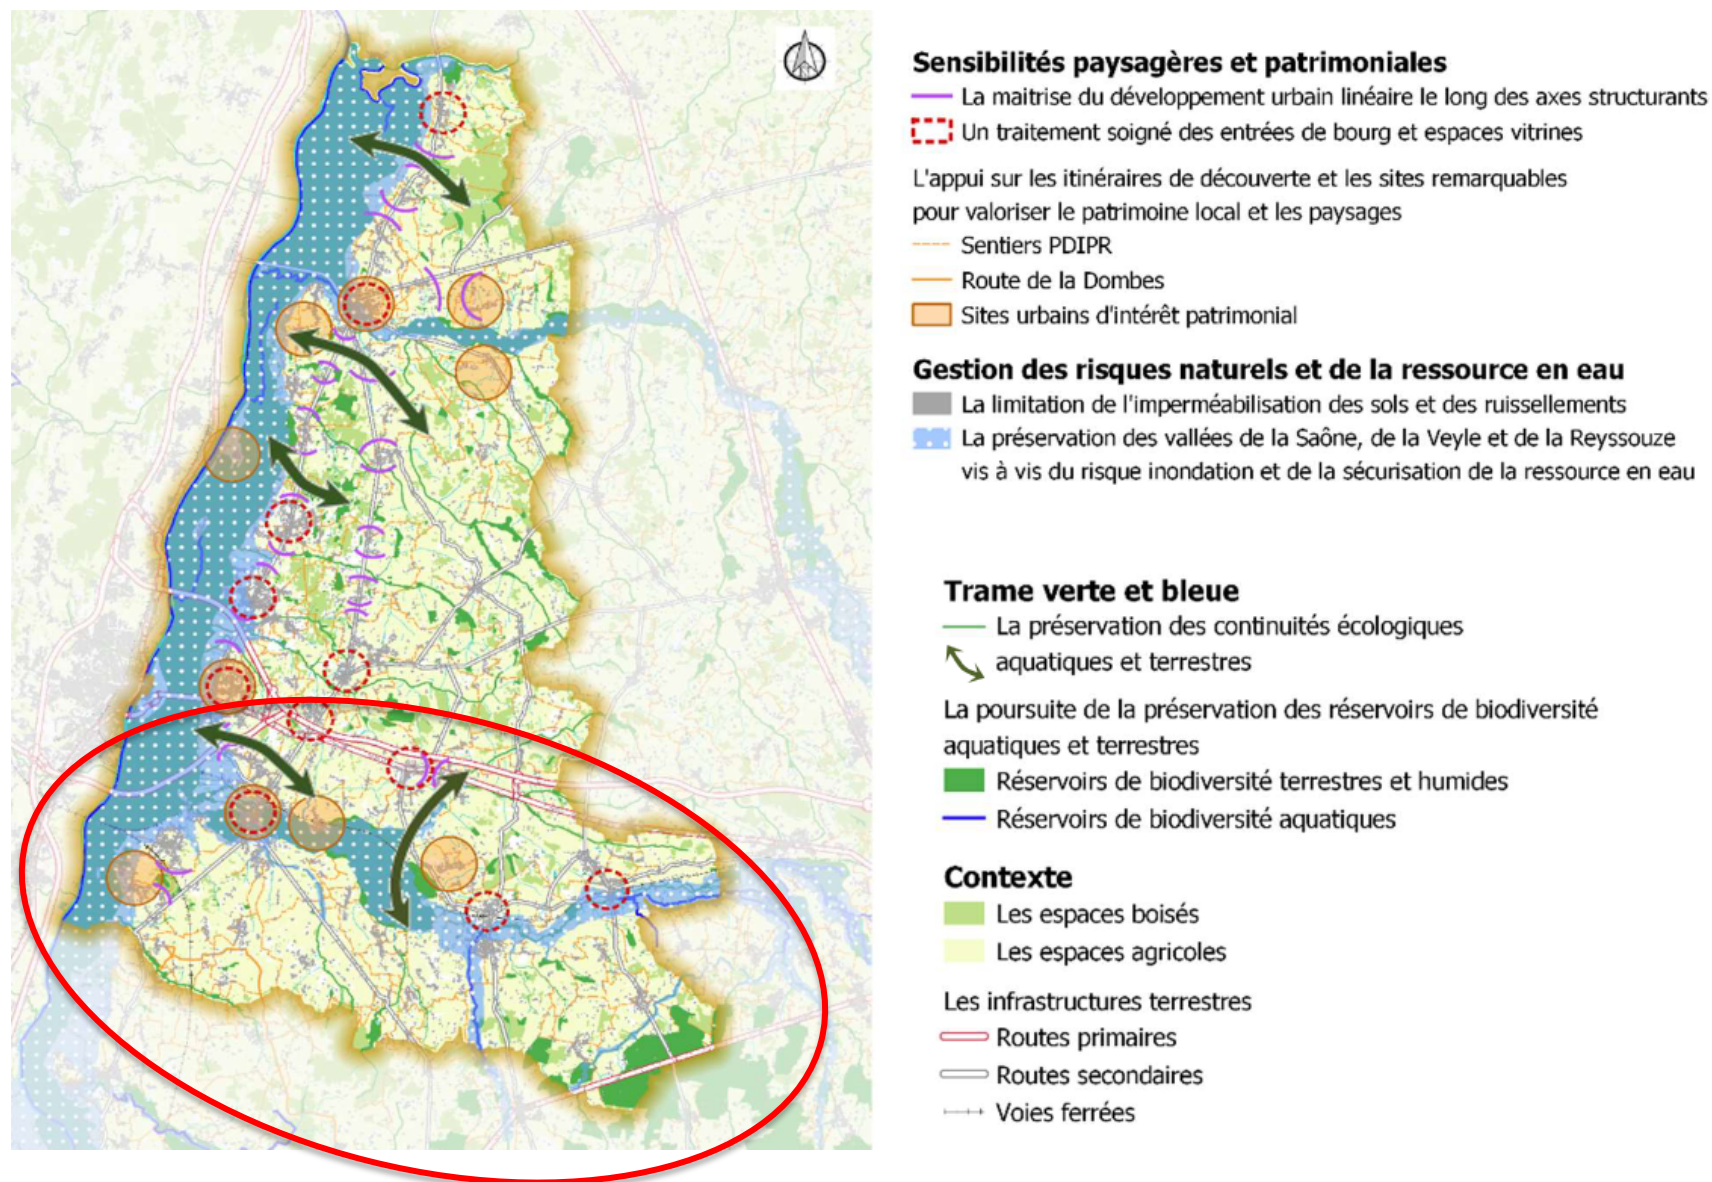 Sensibilités paysagères et patrimoniales
La maitrise du développement urbain linéaire le long des axes structurants
Un traitement soigné des entrées de bourg et espaces vitrines
L'appui sur les itinéraires de découverte et les sites remarquables
pour valoriser le patrimoine local et les paysages
Sentiers PDIPR
Route de la Dombes
Sites urbains d'intérêt patrimonial
Gestion des risques naturels et de la ressource en eau
La limitation de l'imperméabilisation des sols et des ruissellements
La préservation des vallées de la Saône, de la Veyle et de la Reyssouze
vis à vis du risque inondation et de la sécurisation de la ressource en eau
Trame verte et bleue
La préservation des continuités écologiques
aquatiques et terrestres
La poursuite de la préservation des réservoirs de biodiversité
aquatiques et terrestres
Réservoirs de biodiversité terrestres et humides
Réservoirs de biodiversité aquatiques
Contexte
Les espaces boisés
Les espaces agricoles
Les infrastructures terrestres
Routes primaires
Routes secondaires
Voies ferrées